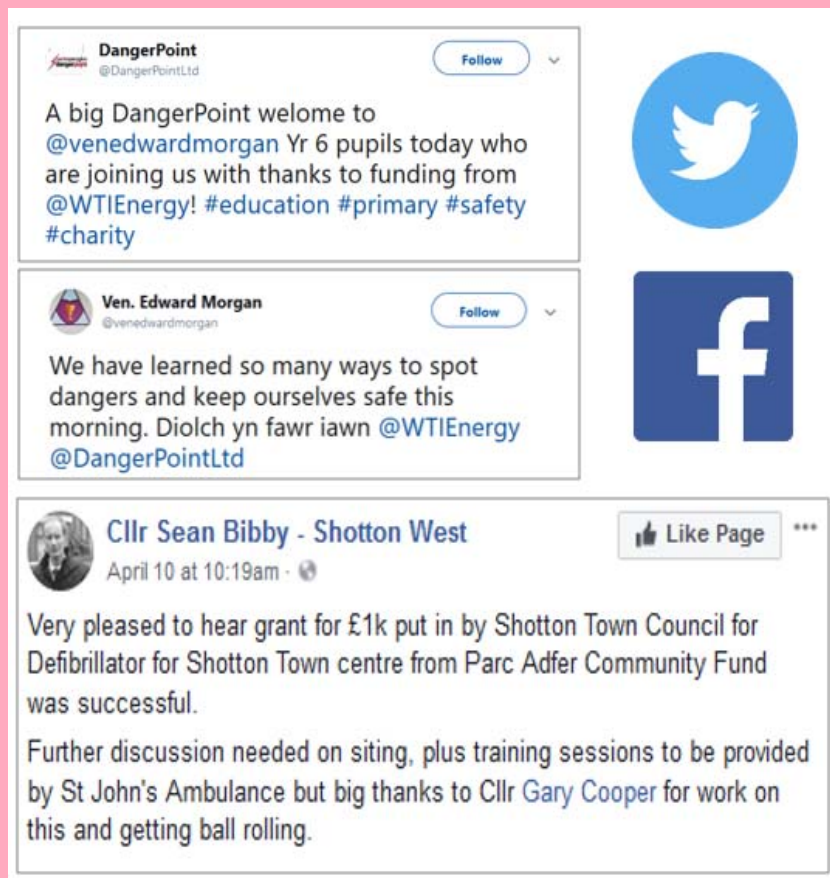 DangerPoint
@DangerPointLtd
Follow
A big DangerPoint welome to
@venedwardmorgan Yr 6 pupils today who
are joining us with thanks to funding from
@WTIEnergy! #education #primary #safety
#charity
Ven. Edward Morgan
@venedwardmorgan
Follow
We have learned so many ways to spot
dangers and keep ourselves safe this
morning. Diolch yn fawr iawn @WTIEnergy
@DangerPointLtd
Cllr Sean Bibby - Shotton West
Like Page
April 10 at 10:19am ·
Very pleased to hear grant for £1k put in by Shotton Town Council for
Defibrillator for Shotton Town centre from Parc Adfer Community Fund
was successful.
Further discussion needed on siting, plus training sessions to be provided
by St John's Ambulance but big thanks to Cllr Gary Cooper for work on
this and getting ball rolling.